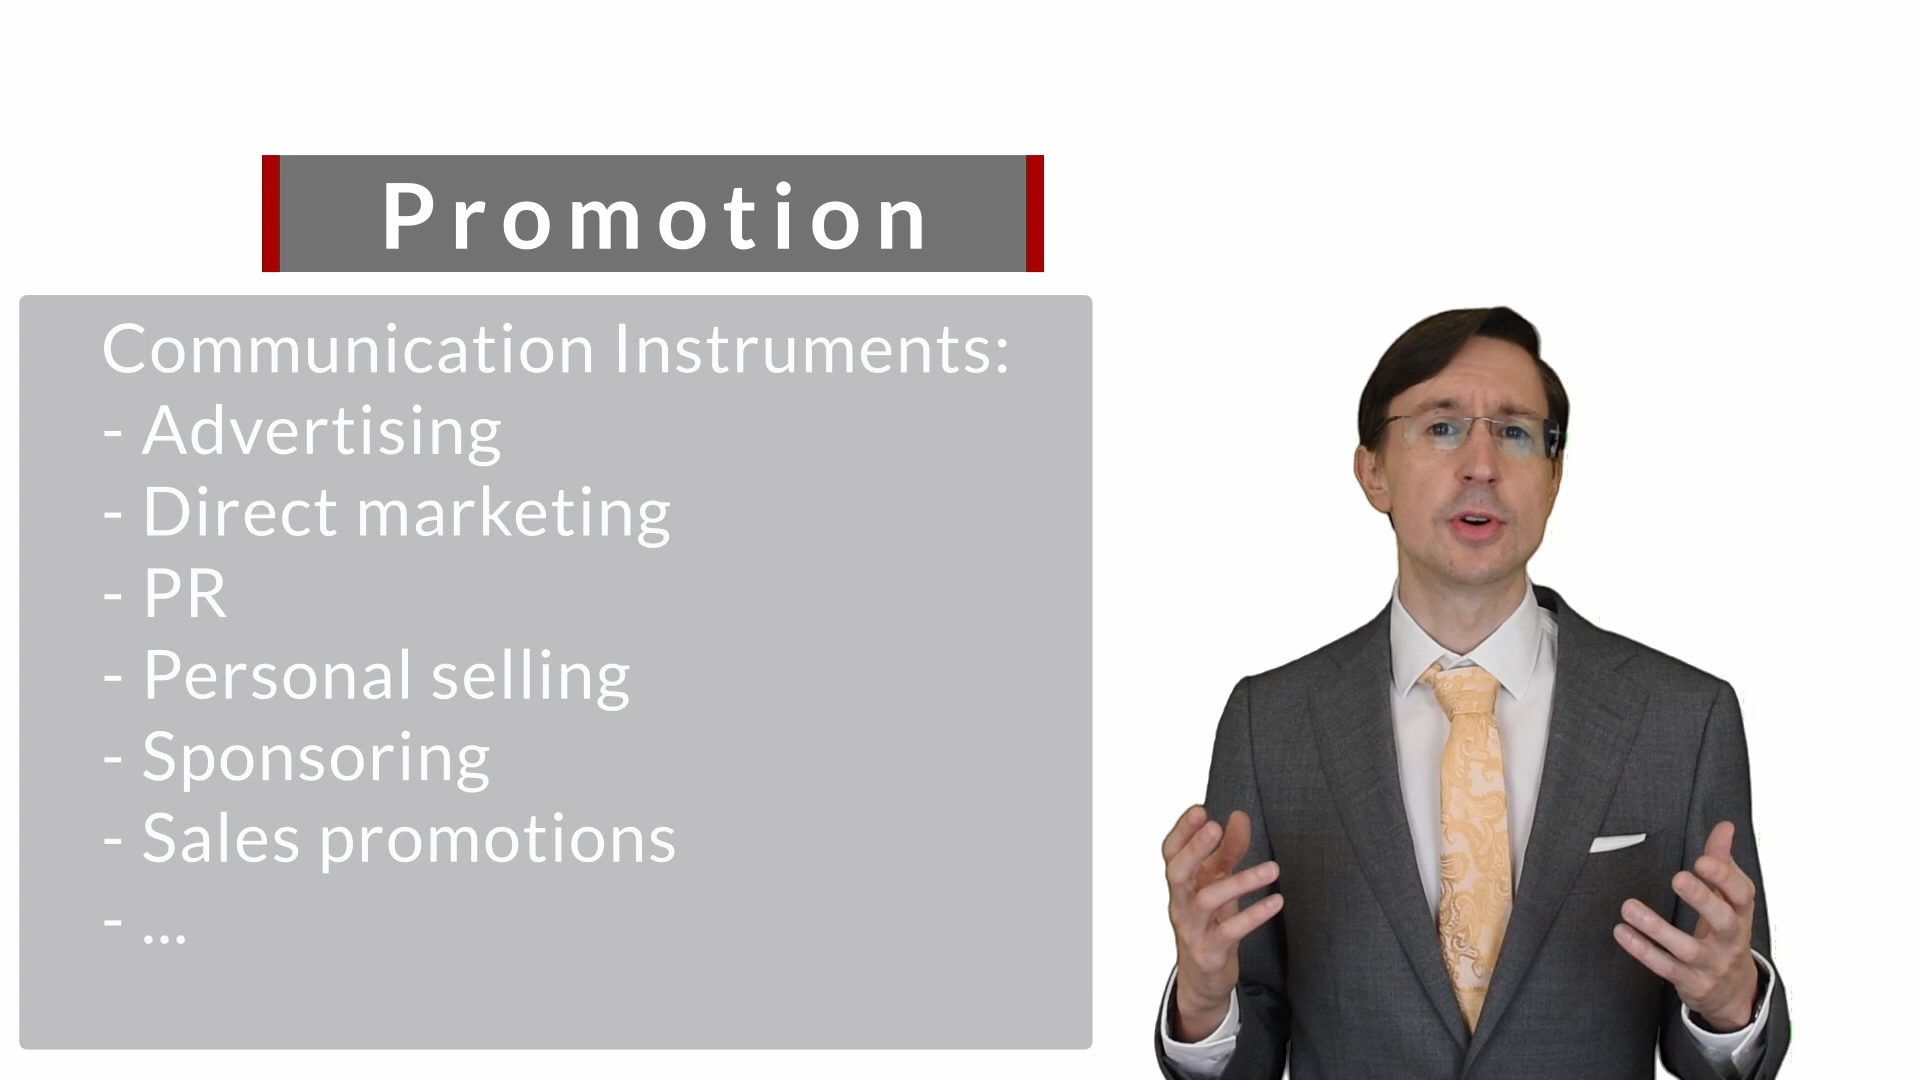 Promotion
Communication Instruments:
- Advertising
- Direct marketing
- PR
- Personal selling
- Sponsoring
- Sales promotions
- ...